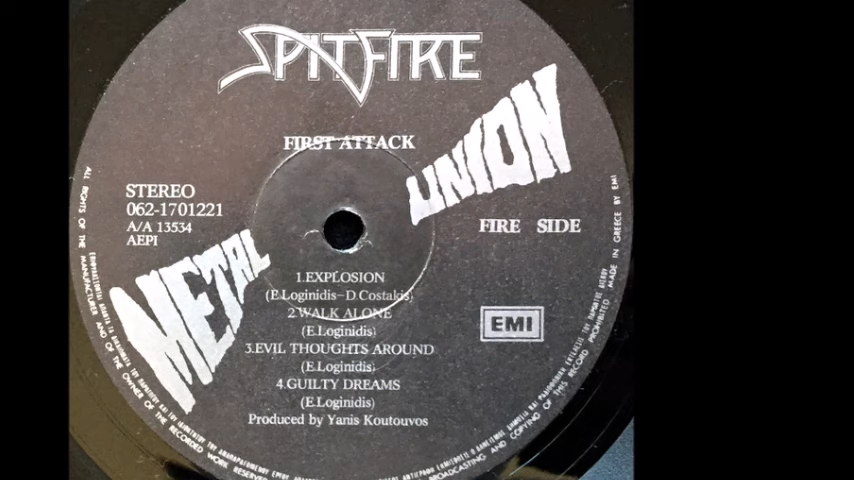 SPITFIRE
FIRST ATTACK
METAL UNION
STEREO
062-1701221
A/A 13534
AEPI
FIRE SIDE
EMI
1.EXPLOSION
(E.Loginidis-D.Costakis)
2.WALK ALONE
(E.Loginidis)
3.EVIL THOUGHTS AROUND
(E.Loginidis)
4.GUILTY DREAMS
(E.Loginidis)
Produced by Yanis Koutouvos
ALL RIGHTS OF THE MANUFACTURER AND OF THE OWNER OF THE RECORDED WORK RESERVED
BROADCASTING AND COPYING OF THIS RECORD PROHIBITED MADE IN GREECE BY EMI